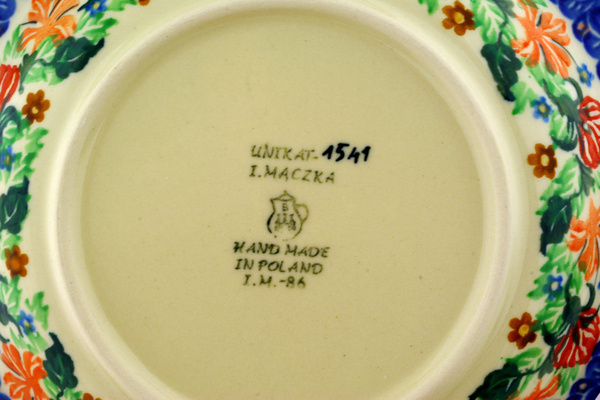 UNIKAT-1541
I. MACZKA
B
HAND MADE
IN POLAND
I.M.-86